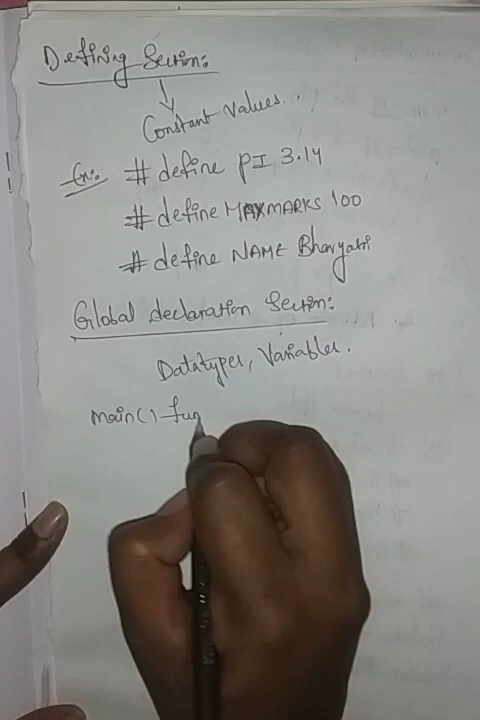 Defining Section:
Constant Values.
Ex:- # define PI 3.14
# define MAXMARKS 100
# define NAME Bhavyasri
Global declaration Section:
Datatypes, Variables.
Main() fun